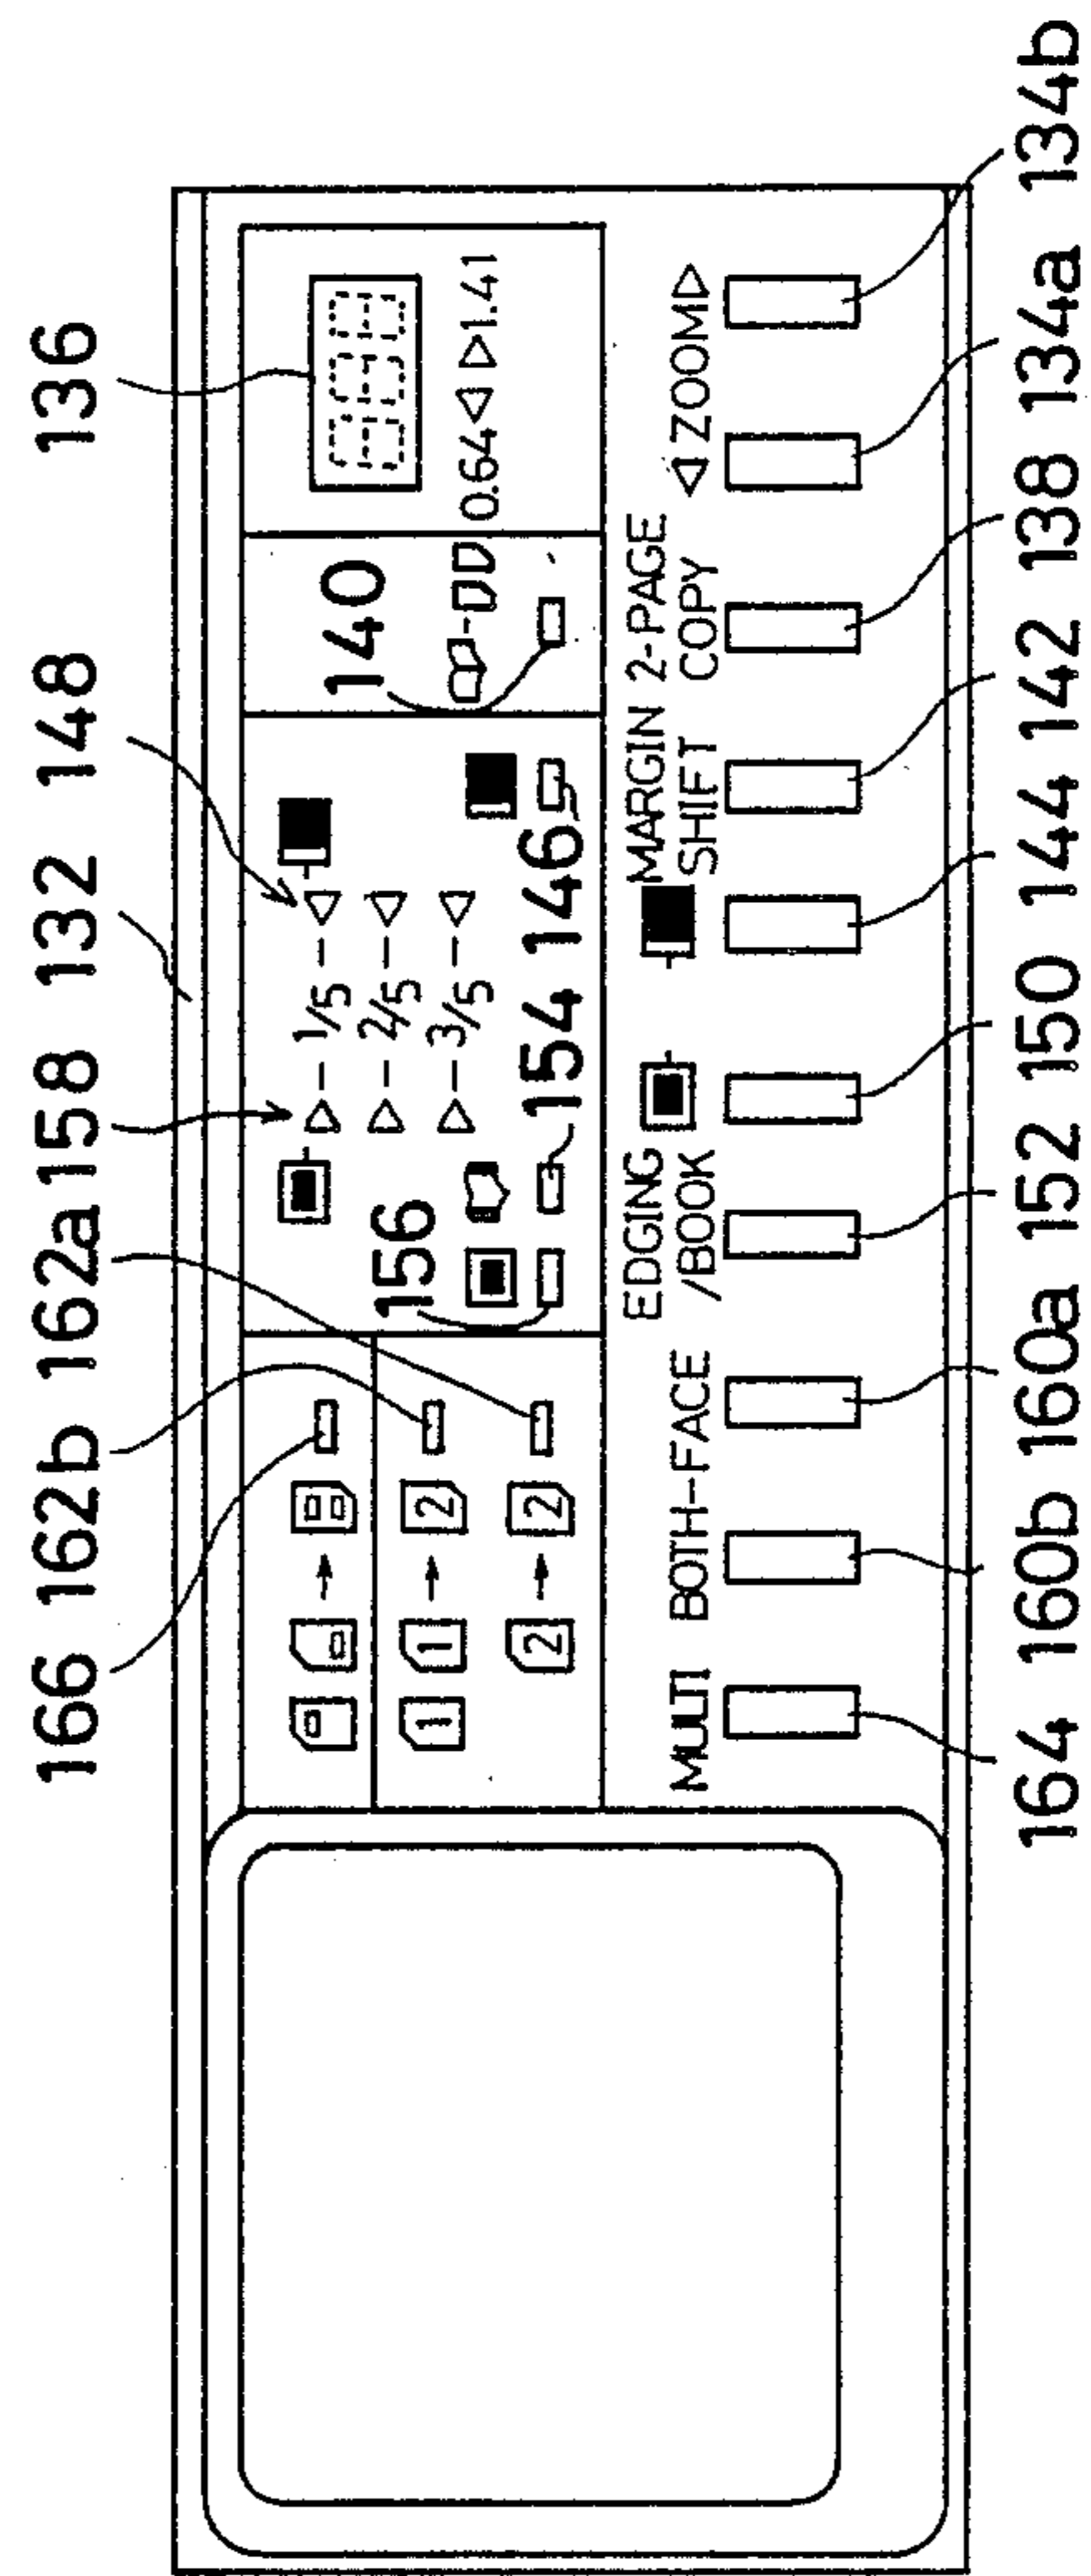 166 162b 162a 158 132 148 136
1 1 2
2 2
156
1/5
2/5
3/5
154 146
140
0.64 1.41
MULTI BOTH-FACE EDGING /BOOK MARGIN SHIFT 2-PAGE COPY ZOOM
164 160b 160a 152 150 144 142 138 134a 134b